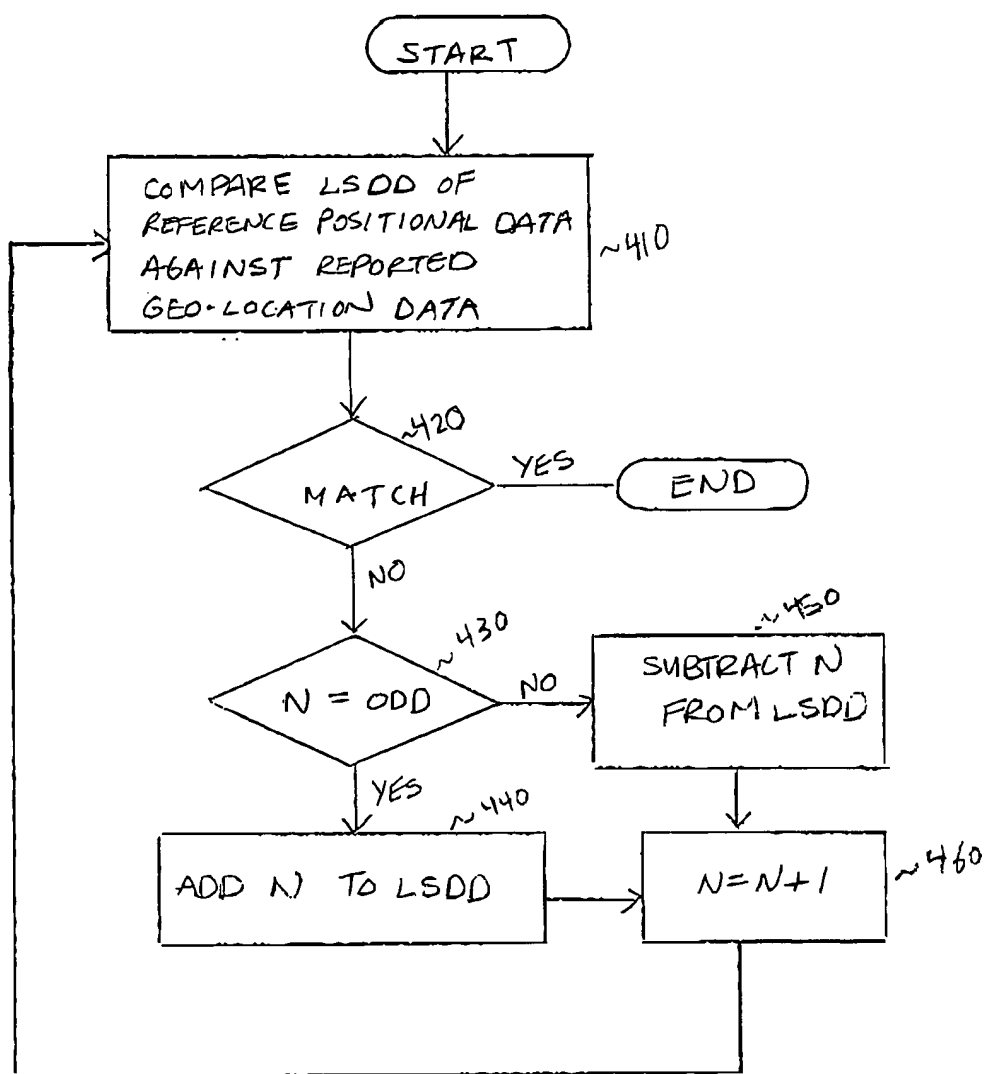 START
COMPARE LSDD OF
REFERENCE POSITIONAL DATA
AGAINST REPORTED
GEO-LOCATION DATA
~410
~420
MATCH
YES
END
NO
~430
N = ODD
NO
~450
SUBTRACT N
FROM LSDD
YES
~440
ADD N TO LSDD
N=N+1
~460